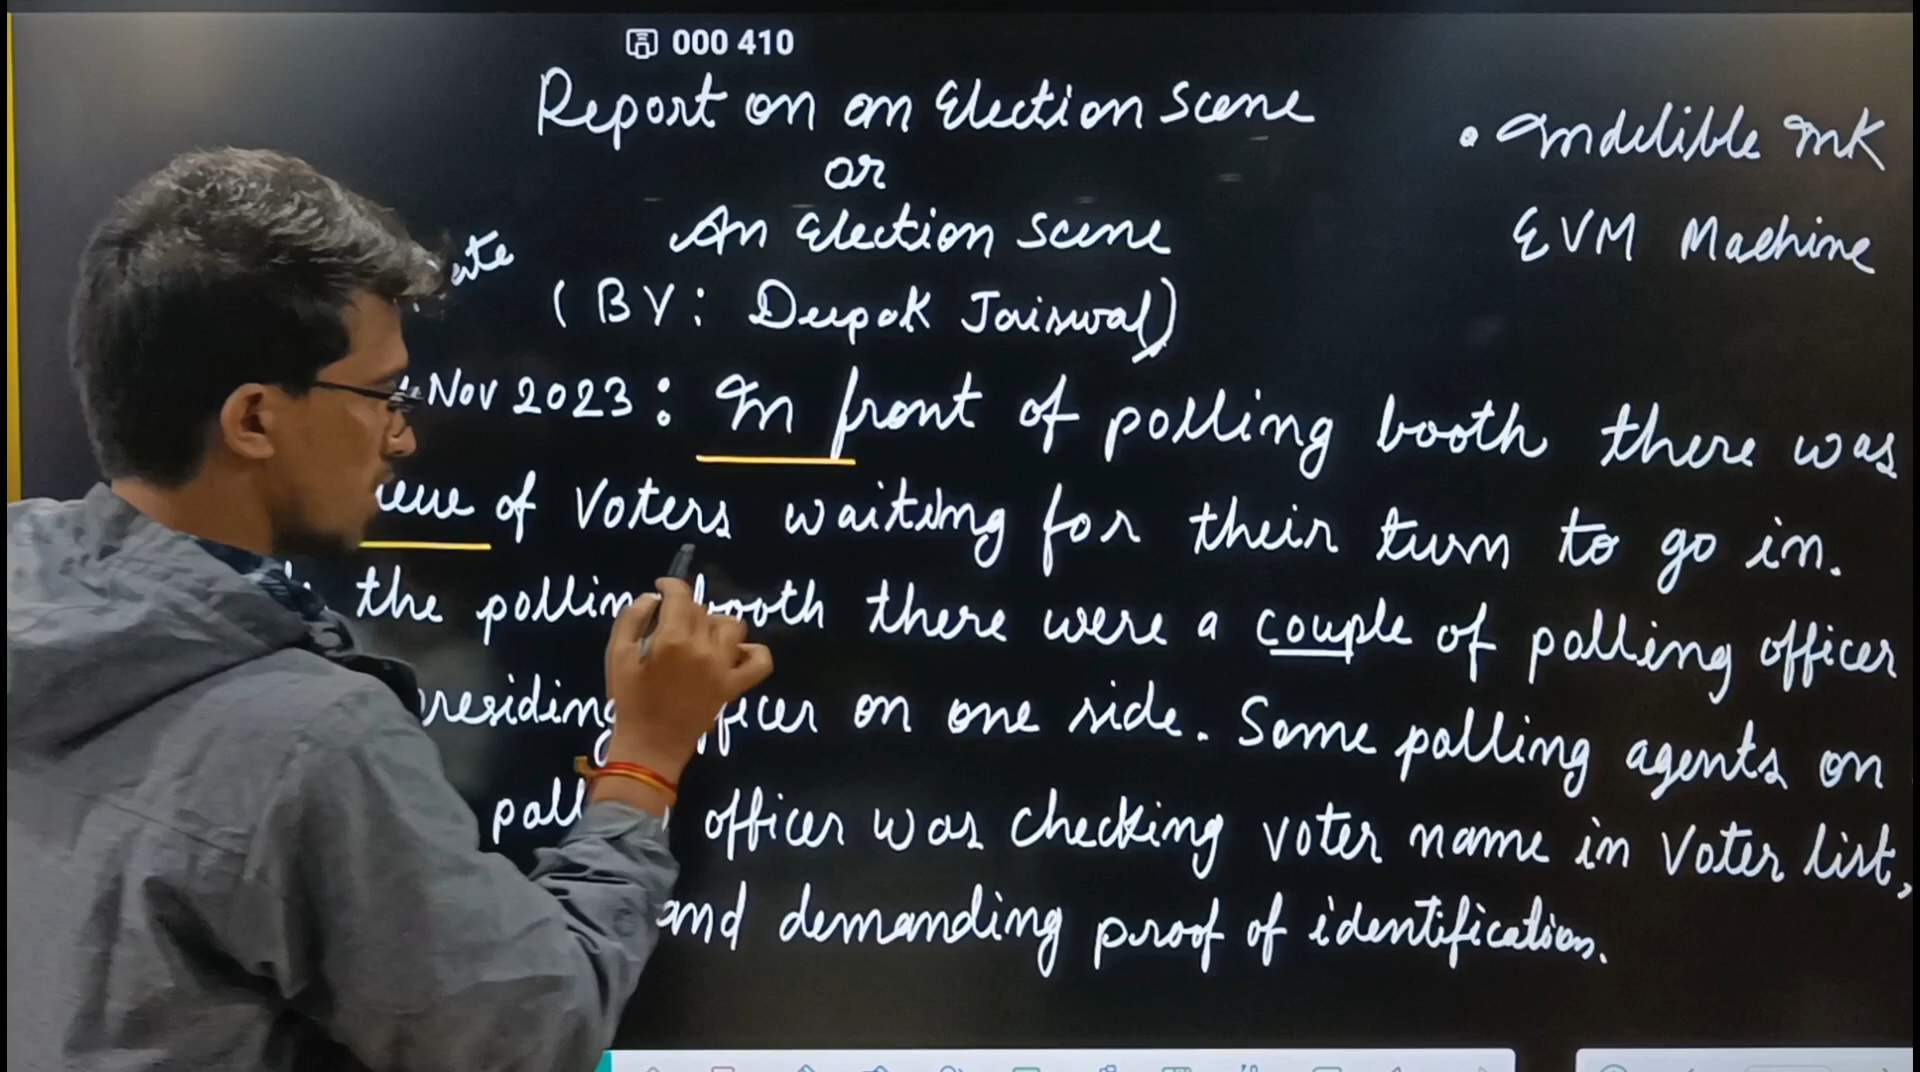 000 410
Report on an Election Scene
or
• Indelible Ink
An Election Scene
EVM Machine
(BY: Deepak Jaiswal)
Nov 2023: In front of polling booth there was
of Voters waiting for their turn to go in.
the polling booth there were a couple of polling officer
presiding officer on one side. Some polling agents on
polling officer was checking voter name in Voter list,
and demanding proof of identification.